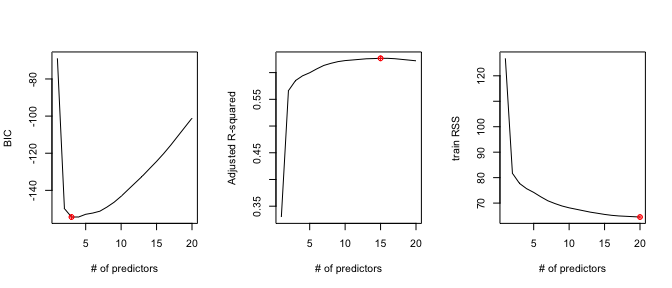 BIC
-80
-100
-120
-140
5 10 15 20
# of predictors
Adjusted R-squared
0.55
0.45
0.35
5 10 15 20
# of predictors
train RSS
120
100
90
80
70
5 10 15 20
# of predictors